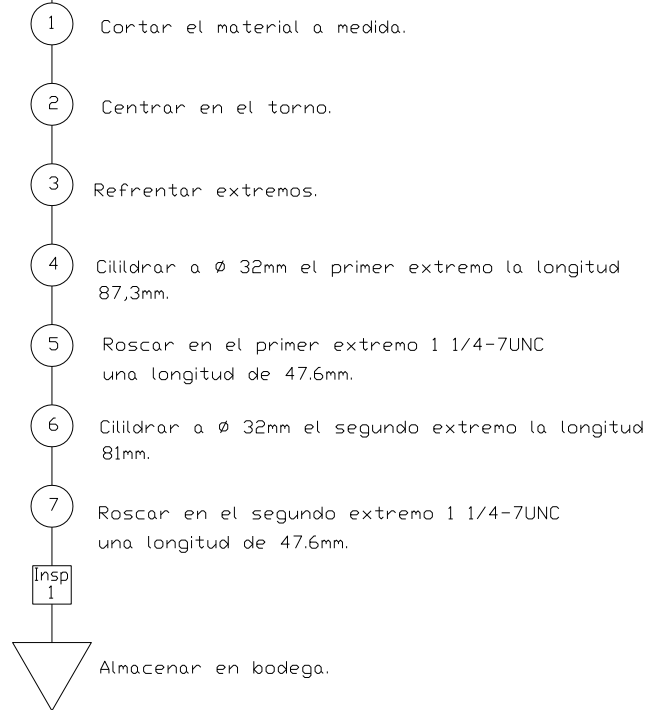 1 Cortar el material a medida.
2 Centrar en el torno.
3 Refrentar extremos.
4 Cilildrar a Ø 32mm el primer extremo la longitud
87,3mm.
5 Roscar en el primer extremo 1 1/4-7UNC
una longitud de 47.6mm.
6 Cilildrar a Ø 32mm el segundo extremo la longitud
81mm.
7 Roscar en el segundo extremo 1 1/4-7UNC
una longitud de 47.6mm.
Insp
1
Almacenar en bodega.